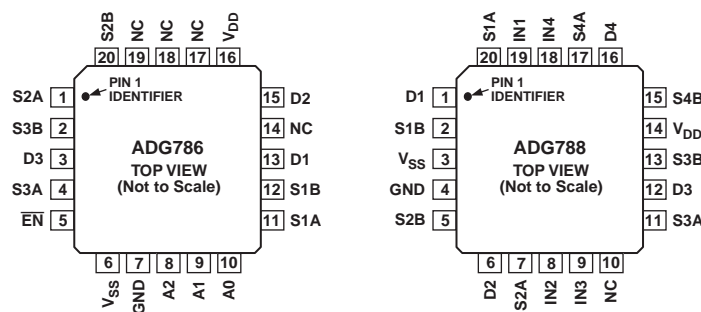 S2B NC NC NC VDD
20 19 18 17 16
PIN 1
IDENTIFIER
S2A 1
S3B 2
D3 3
S3A 4
EN 5
ADG786
TOP VIEW
(Not to Scale)
15 D2
14 NC
13 D1
12 S1B
11 S1A
6 7 8 9 10
VSS GND A2 A1 A0
S1A IN1 IN4 S4A D4
20 19 18 17 16
PIN 1
IDENTIFIER
D1 1
S1B 2
VSS 3
GND 4
S2B 5
ADG788
TOP VIEW
(Not to Scale)
15 S4B
14 VDD
13 S3B
12 D3
11 S3A
6 7 8 9 10
D2 S2A IN2 IN3 NC